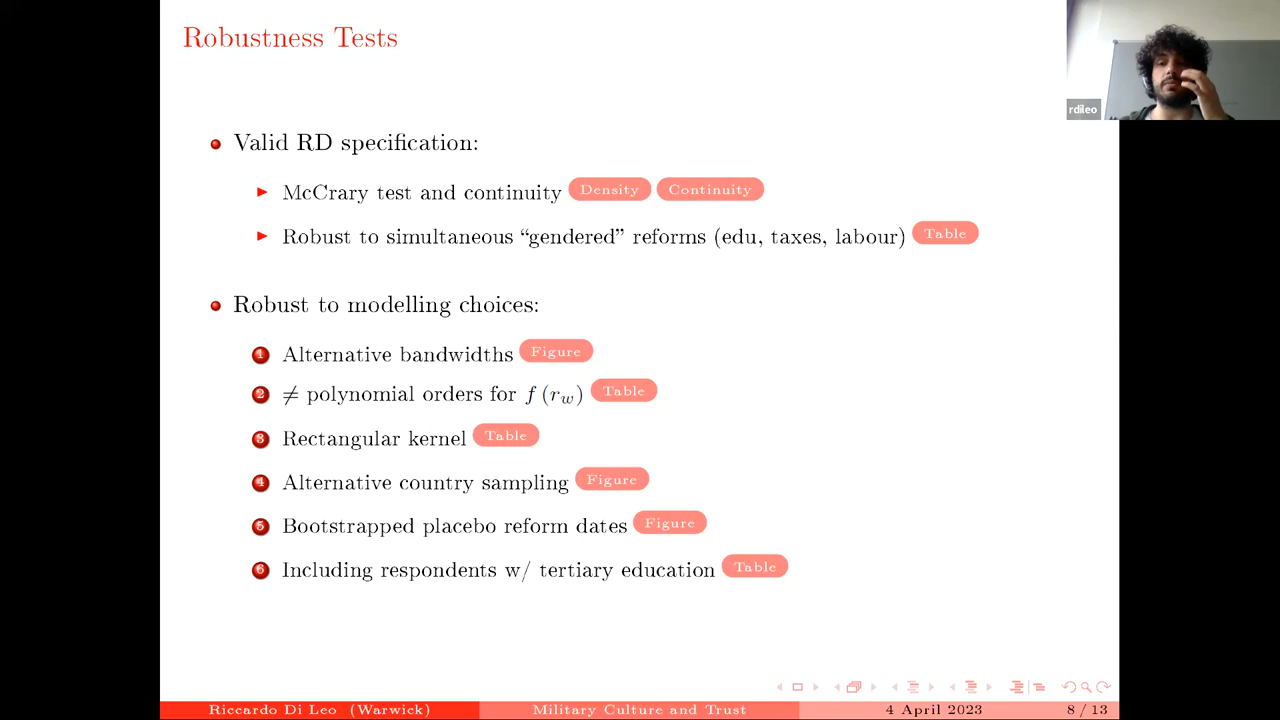 Robustness Tests
rdileo
Valid RD specification:
McCrary test and continuity Density Continuity
Robust to simultaneous “gendered” reforms (edu, taxes, labour) Table
Robust to modelling choices:
1 Alternative bandwidths Figure
2 ≠ polynomial orders for f (r_w) Table
3 Rectangular kernel Table
4 Alternative country sampling Figure
5 Bootstrapped placebo reform dates Figure
6 Including respondents w/ tertiary education Table
Riccardo Di Leo (Warwick) Military Culture and Trust 4 April 2023 8 / 13